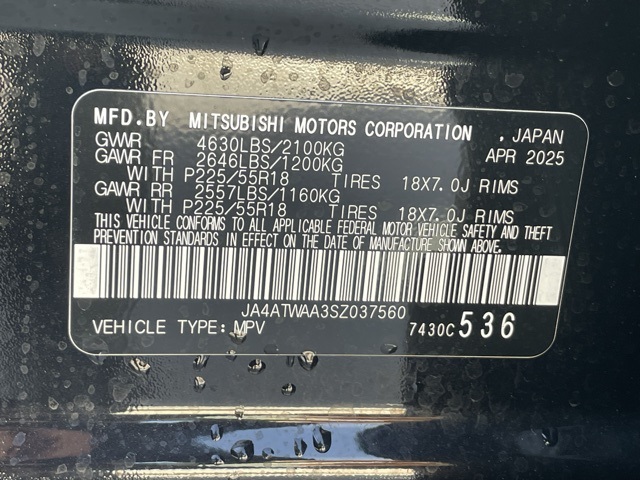 MFD.BY MITSUBISHI MOTORS CORPORATION . JAPAN
GVWR 4630LBS/2100KG APR 2025
GAWR FR 2646LBS/1200KG
WITH P225/55R18 TIRES 18X7.0J RIMS
GAWR RR 2557LBS/1160KG
WITH P225/55R18 TIRES 18X7.0J RIMS
THIS VEHICLE CONFORMS TO ALL APPLICABLE FEDERAL MOTOR VEHICLE SAFETY AND THEFT
PREVENTION STANDARDS IN EFFECT ON THE DATE OF MANUFACTURE SHOWN ABOVE.
JA4ATWAA3SZ037560
VEHICLE TYPE: MPV 7430C 536